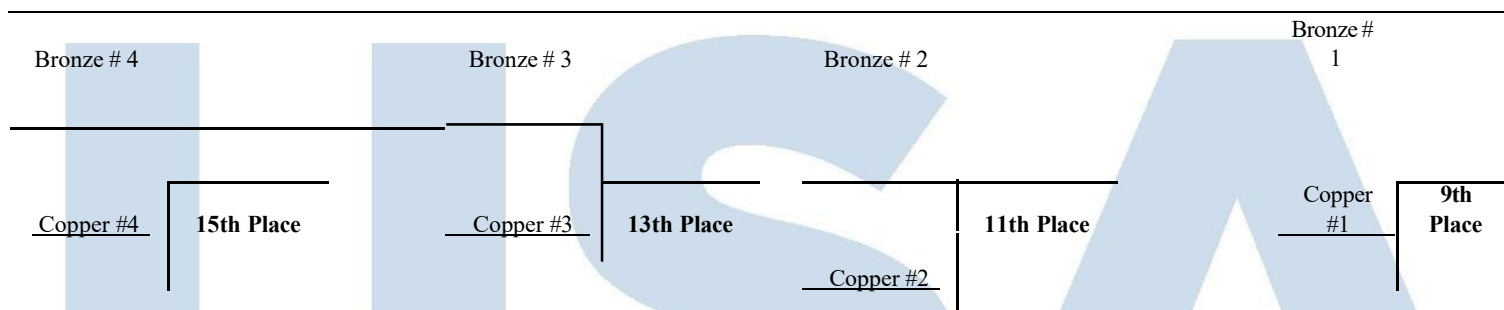 Bronze # 4
Bronze # 3
Bronze # 2
Bronze #
1
Copper #4
15th Place
Copper #3
13th Place
11th Place
Copper #2
Copper
#1
9th
Place
HSA